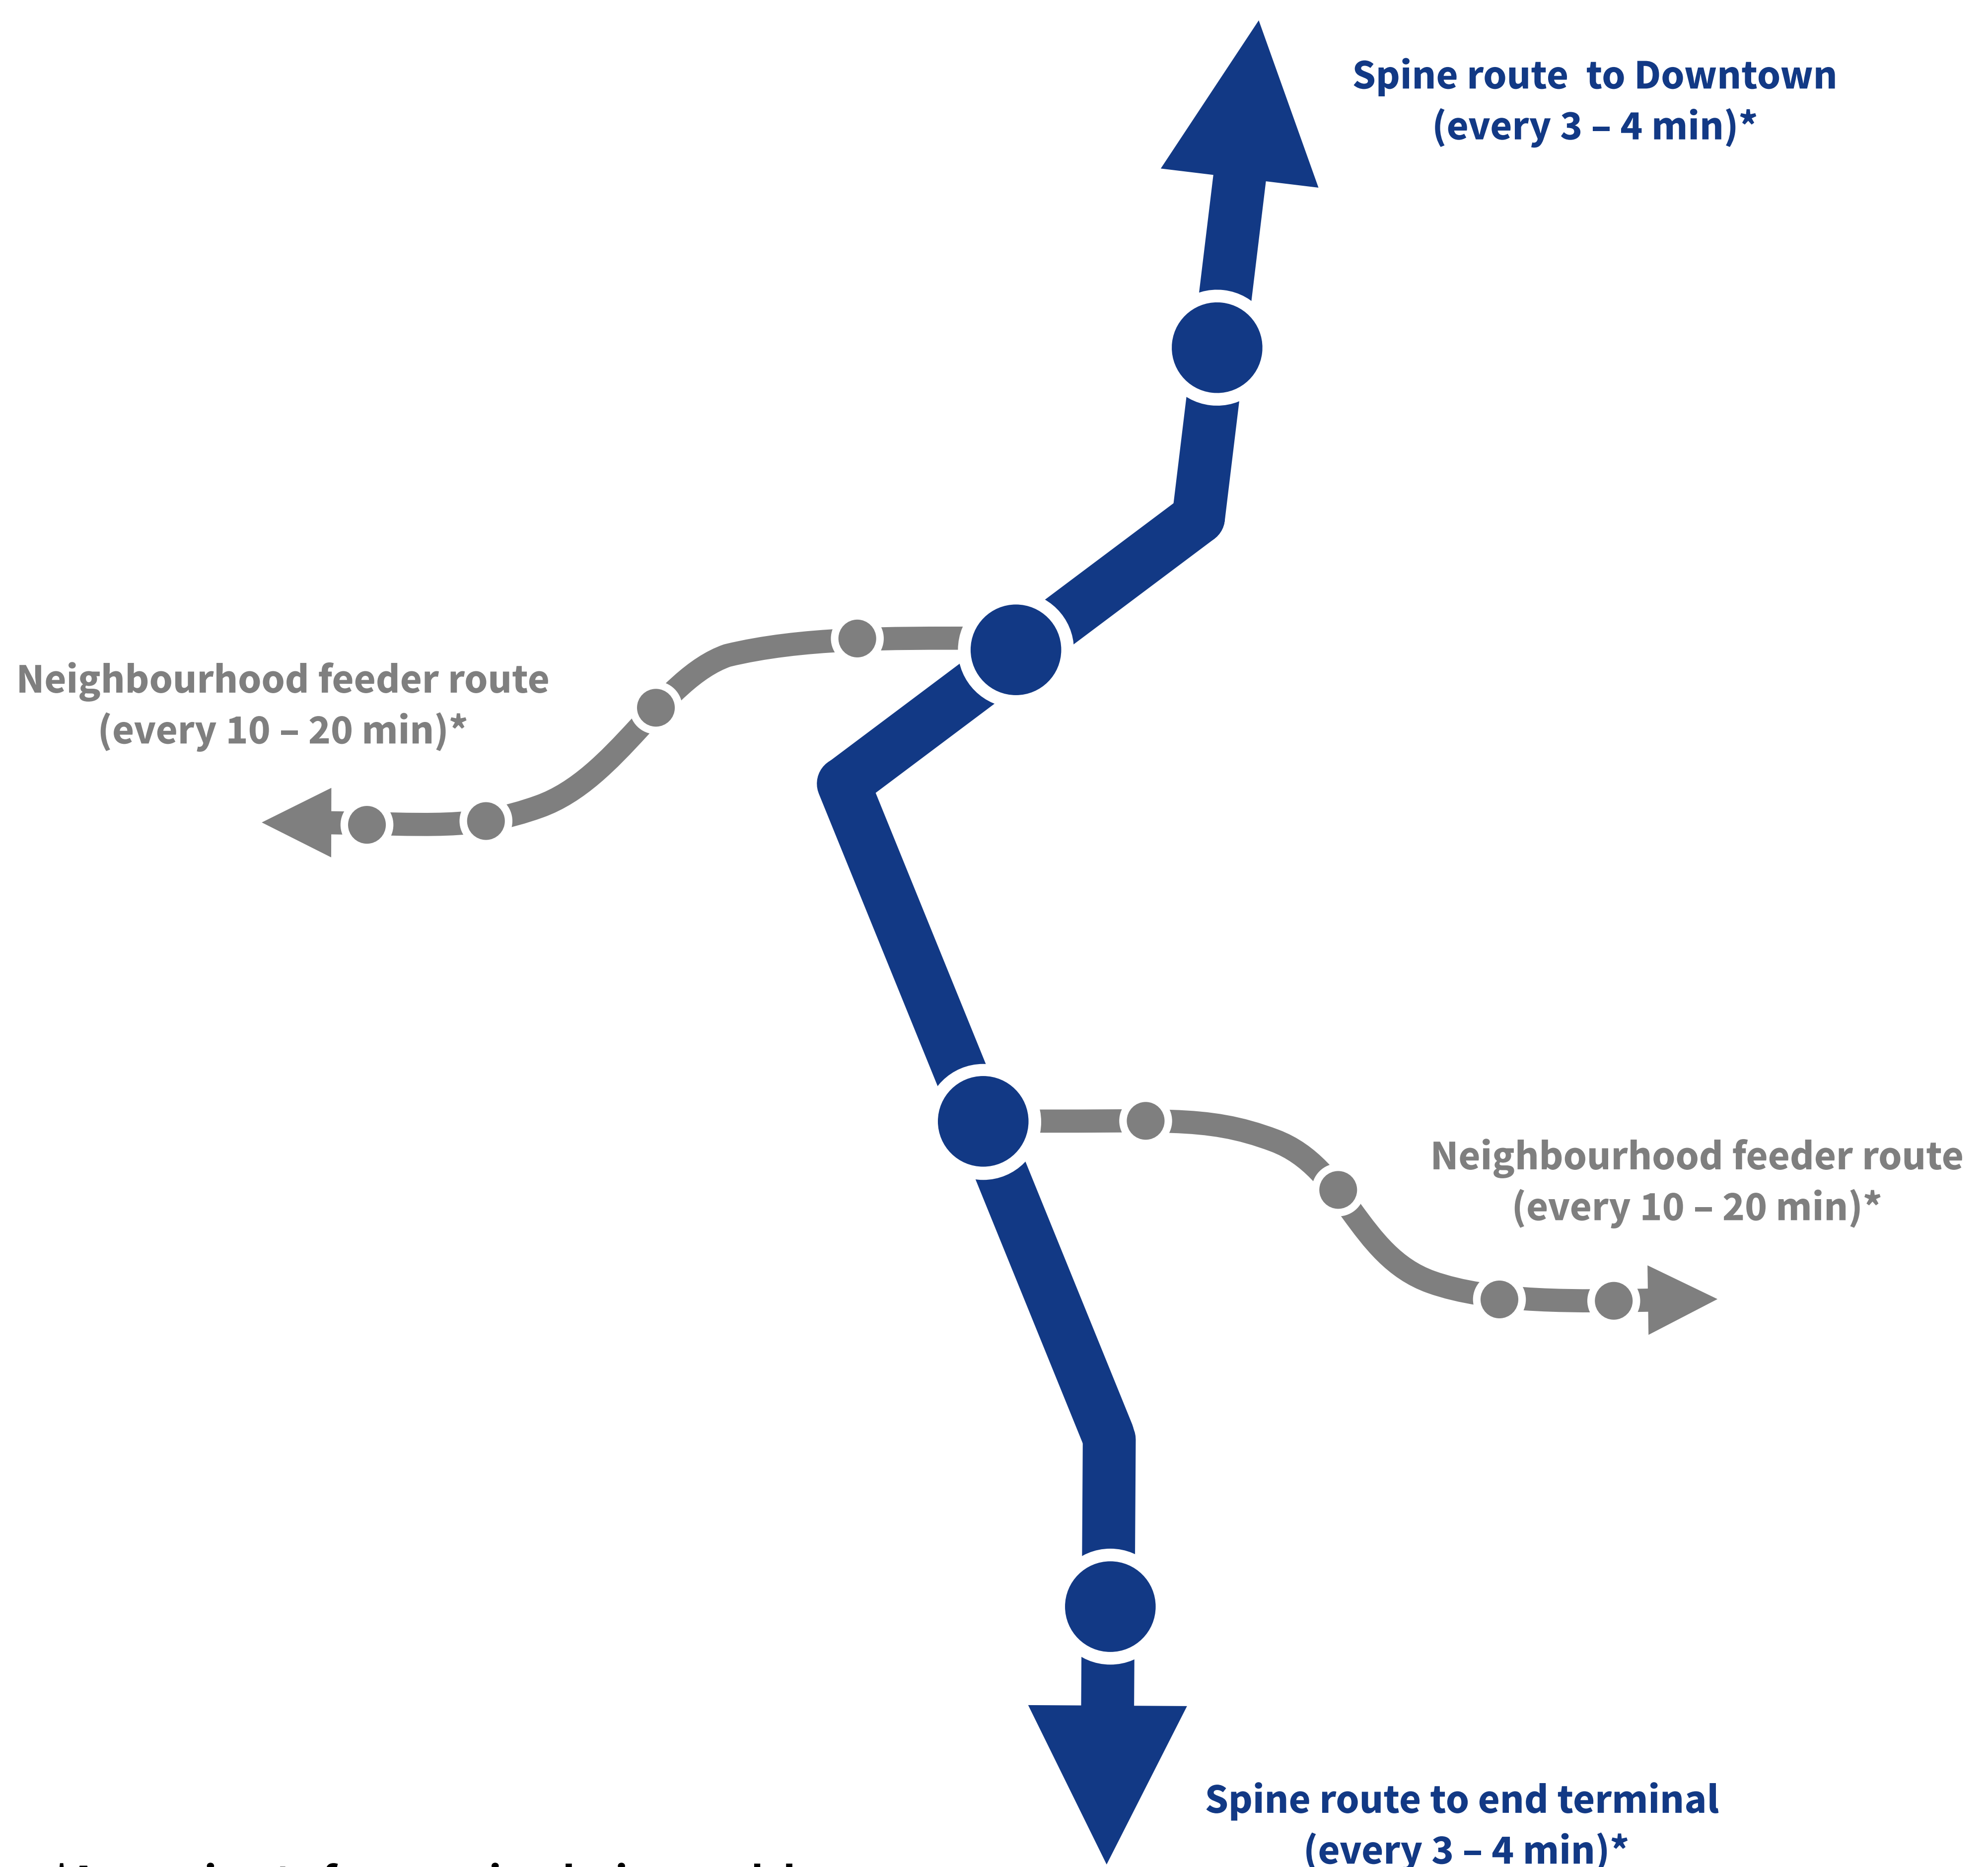 Spine route to Downtown
(every 3 – 4 min)*
Neighbourhood feeder route
(every 10 – 20 min)*
Neighbourhood feeder route
(every 10 – 20 min)*
Spine route to end terminal
(every 3 – 4 min)*